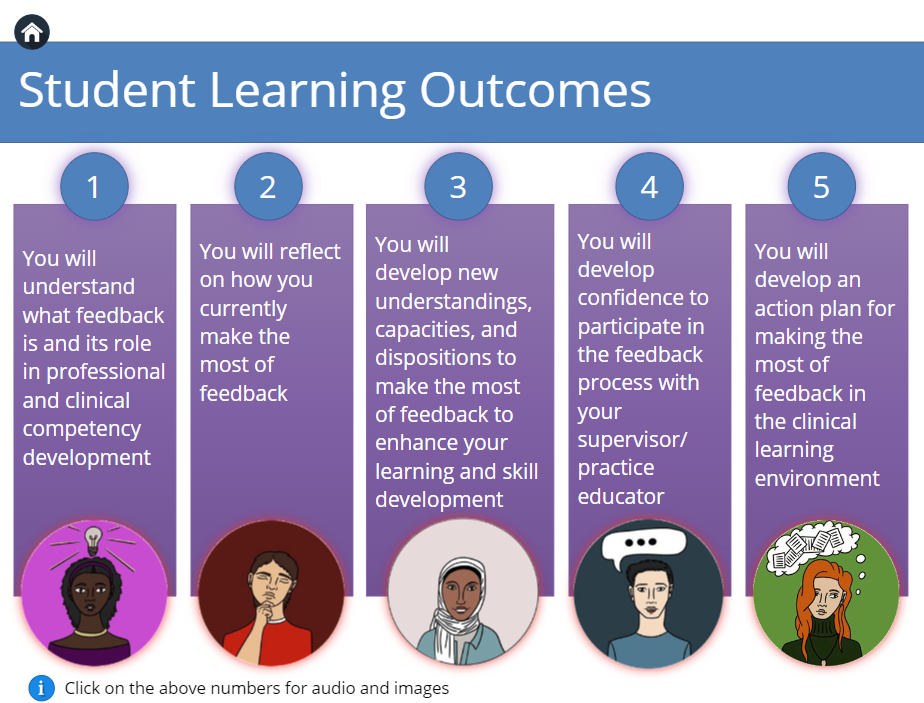 Student Learning Outcomes
1
You will
understand
what feedback
is and its role
in professional
and clinical
competency
development
2
You will reflect
on how you
currently
make the
most of
feedback
3
You will
develop new
understandings,
capacities, and
dispositions to
make the most
of feedback to
enhance your
learning and skill
development
4
You will
develop
confidence to
participate in
the feedback
process with
your
supervisor/
practice
educator
5
You will
develop an
action plan for
making the
most of
feedback in
the clinical
learning
environment
i
Click on the above numbers for audio and images